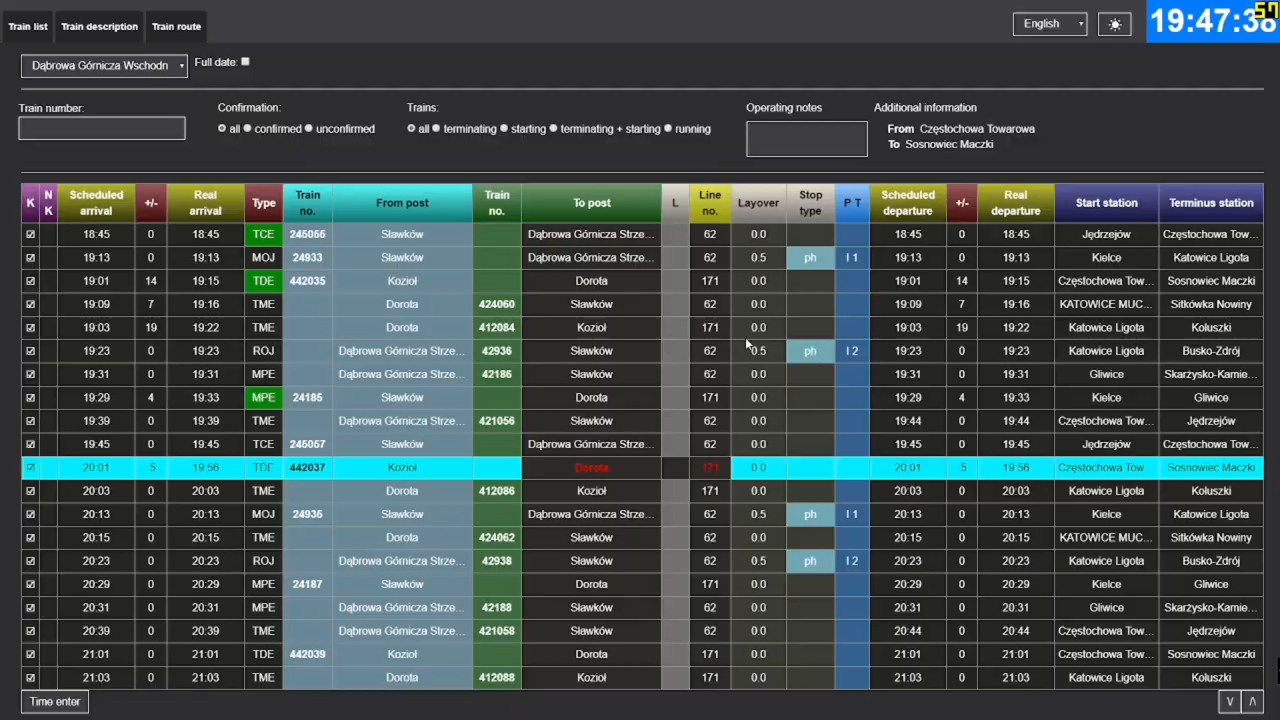 Train list Train description Train route English 19:47:38 57
Dąbrowa Górnicza Wschodn Full date:
Train number: Confirmation: Trains: Operating notes Additional information
all confirmed unconfirmed all terminating starting terminating + starting running From Częstochowa Towarowa
To Sosnowiec Maczki
K N K Scheduled arrival +/- Real arrival Type Train no. From post Train no. To post L Line no. Layover Stop type P T Scheduled departure +/- Real departure Start station Terminus station
18:45 0 18:45 TCE 245055 Sławków Dąbrowa Górnicza Strze... 62 0.0 18:45 0 18:45 Jędrzejów Częstochowa Tow...
19:13 0 19:13 MOJ 24933 Sławków Dąbrowa Górnicza Strze... 62 0.5 ph I 1 19:13 0 19:13 Kielce Katowice Ligota
19:01 14 19:15 TDE 442035 Kozioł Dorota 171 0.0 19:01 14 19:15 Częstochowa Tow... Sosnowiec Maczki
19:09 7 19:16 TME Dorota 424060 Sławków 62 0.0 19:09 7 19:16 KATOWICE MUC... Sitkówka Nowiny
19:03 19 19:22 TME Dorota 412084 Kozioł 171 0.0 19:03 19 19:22 Katowice Ligota Koluszki
19:23 0 19:23 ROJ Dąbrowa Górnicza Strze... 42936 Sławków 62 0.5 ph I 2 19:23 0 19:23 Katowice Ligota Busko-Zdrój
19:31 0 19:31 MPE Dąbrowa Górnicza Strze... 42186 Sławków 62 0.0 19:31 0 19:31 Gliwice Skarżysko-Kamie...
19:29 4 19:33 MPE 24185 Sławków Dorota 171 0.0 19:29 4 19:33 Kielce Gliwice
19:39 0 19:39 TME Dąbrowa Górnicza Strze... 421056 Sławków 62 0.0 19:44 0 19:44 Częstochowa Tow... Jędrzejów
19:45 0 19:45 TCE 245057 Sławków Dąbrowa Górnicza Strze... 62 0.0 19:45 0 19:45 Jędrzejów Częstochowa Tow...
20:01 5 19:56 TDE 442037 Kozioł Dorota 171 0.0 20:01 5 19:56 Częstochowa Tow... Sosnowiec Maczki
20:03 0 20:03 TME Dorota 412086 Kozioł 171 0.0 20:03 0 20:03 Katowice Ligota Koluszki
20:13 0 20:13 MOJ 24935 Sławków Dąbrowa Górnicza Strze... 62 0.5 ph I 1 20:13 0 20:13 Kielce Katowice Ligota
20:15 0 20:15 TME Dorota 424062 Sławków 62 0.0 20:15 0 20:15 KATOWICE MUC... Sitkówka Nowiny
20:23 0 20:23 ROJ Dąbrowa Górnicza Strze... 42938 Sławków 62 0.5 ph I 2 20:23 0 20:23 Katowice Ligota Busko-Zdrój
20:29 0 20:29 MPE 24187 Sławków Dorota 171 0.0 20:29 0 20:29 Kielce Gliwice
20:31 0 20:31 MPE Dąbrowa Górnicza Strze... 42188 Sławków 62 0.0 20:31 0 20:31 Gliwice Skarżysko-Kamie...
20:39 0 20:39 TME Dąbrowa Górnicza Strze... 421058 Sławków 62 0.0 20:44 0 20:44 Częstochowa Tow... Jędrzejów
21:01 0 21:01 TDE 442039 Kozioł Dorota 171 0.0 21:01 0 21:01 Częstochowa Tow... Sosnowiec Maczki
21:03 0 21:03 TME Dorota 412088 Kozioł 171 0.0 21:03 0 21:03 Katowice Ligota Koluszki
Time enter